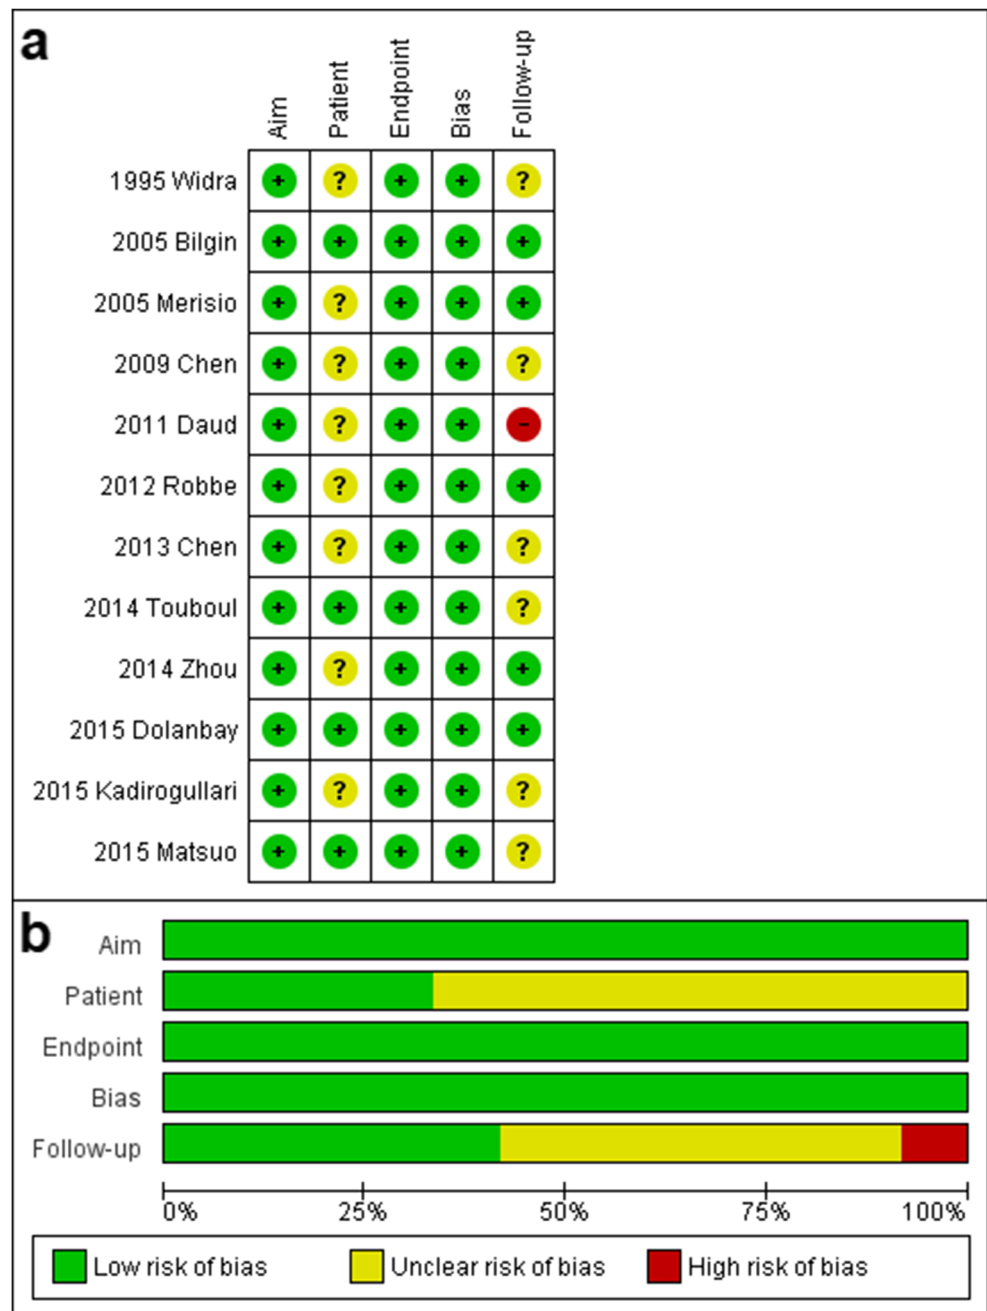 a
Aim Patient Endpoint Bias Follow-up
1995 Widra + ? + + ?
2005 Bilgin + + + + +
2005 Merisio + ? + + +
2009 Chen + ? + + ?
2011 Daud + ? + + -
2012 Robbe + ? + + +
2013 Chen + ? + + ?
2014 Touboul + + + + ?
2014 Zhou + ? + + +
2015 Dolanbay + + + + +
2015 Kadirogullari + ? + + ?
2015 Matsuo + + + + ?
b
Aim
Patient
Endpoint
Bias
Follow-up
0% 25% 50% 75% 100%
Low risk of bias Unclear risk of bias High risk of bias